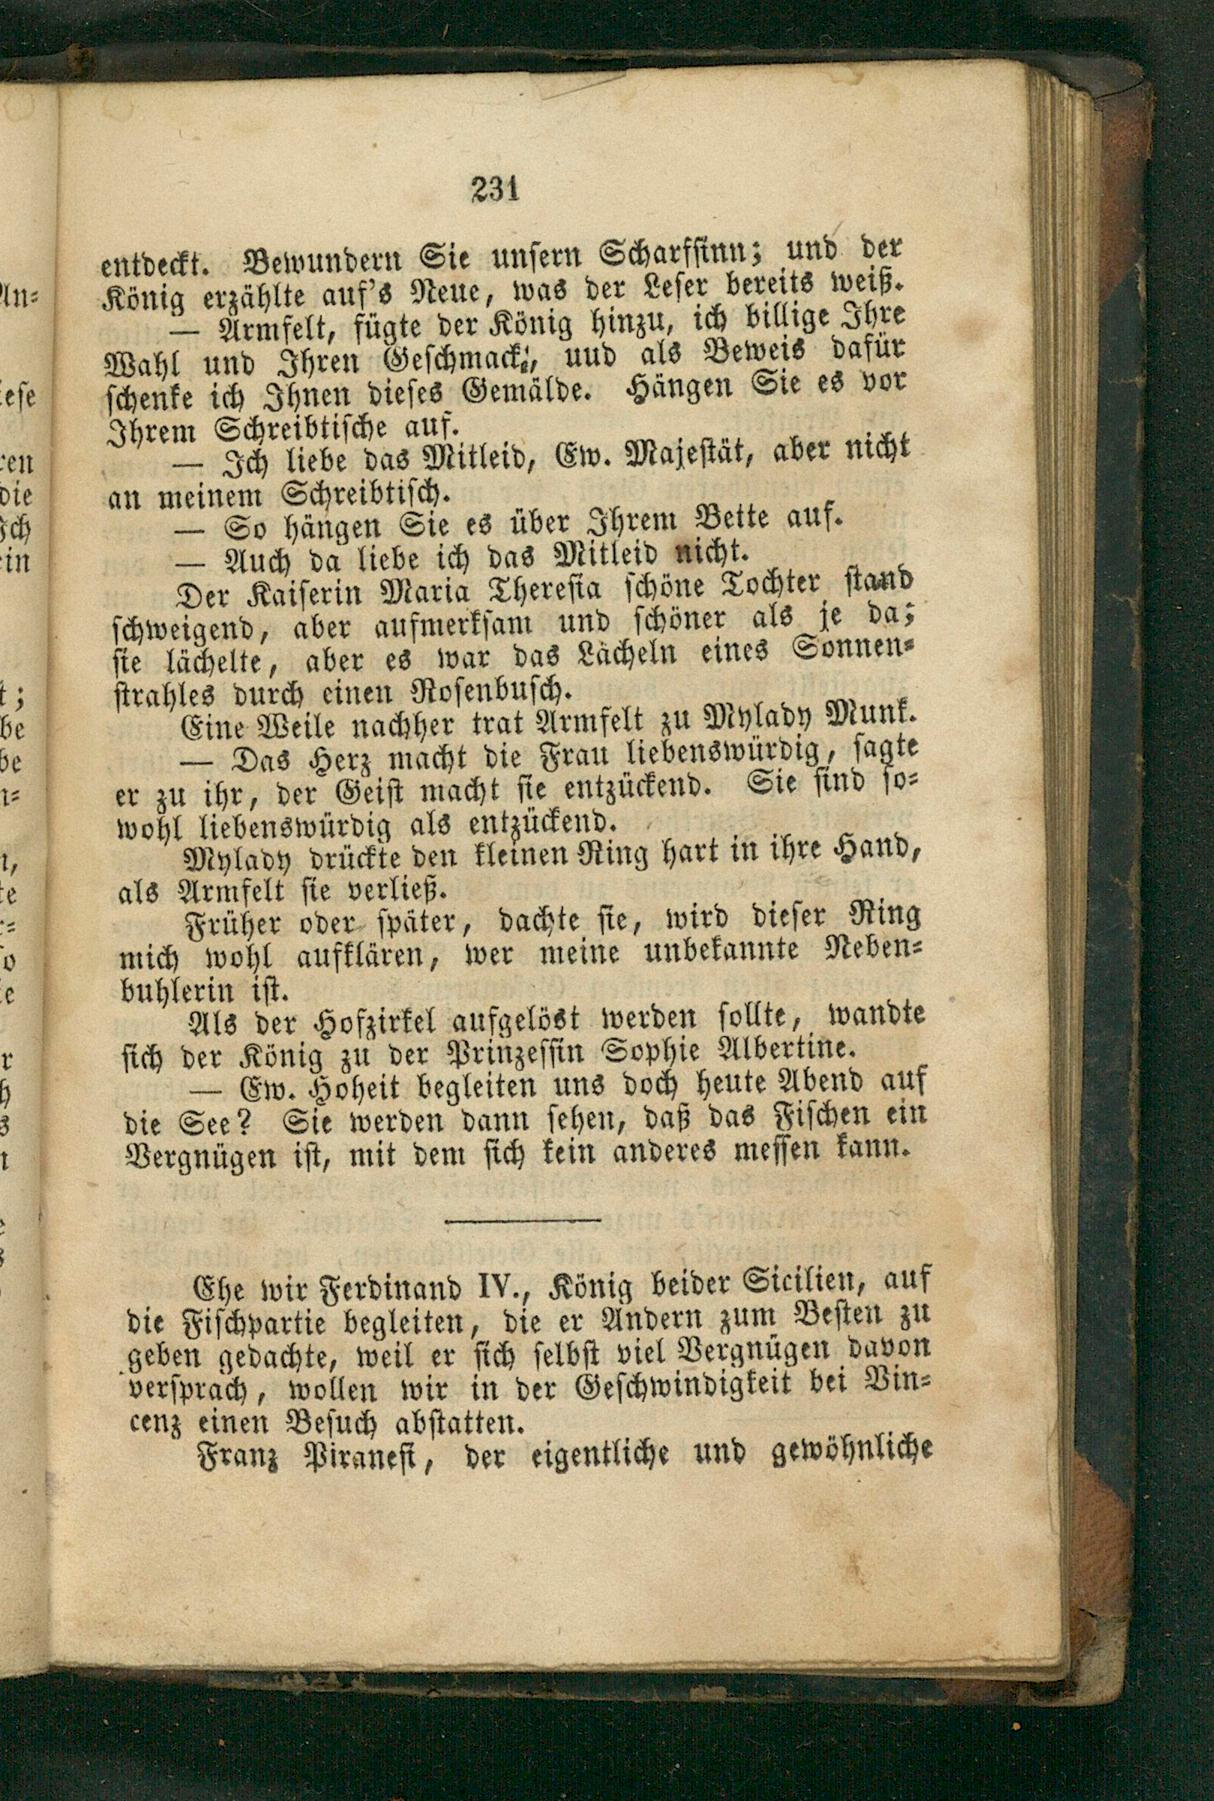 231
entdeckt. Bewundern Sie unsern Scharfsinn; und der
König erzählte auf's Neue, was der Leser bereits weiß.
— Armfelt, fügte der König hinzu, ich billige Ihre
Wahl und Ihren Geschmack;, uud als Beweis dafür
schenke ich Ihnen dieses Gemälde. Hängen Sie es vor
Ihrem Schreibtische auf.
— Ich liebe das Mitleid, Ew. Majestät, aber nicht
an meinem Schreibtisch.
— So hängen Sie es über Ihrem Bette auf.
— Auch da liebe ich das Mitleid nicht.
Der Kaiserin Maria Theresia schöne Tochter stand
schweigend, aber aufmerksam und schöner als je da;
sie lächelte, aber es war das Lächeln eines Sonnen-
strahles durch einen Rosenbusch.
Eine Weile nachher trat Armfelt zu Mylady Munk.
— Das Herz macht die Frau liebenswürdig, sagte
er zu ihr, der Geist macht sie entzückend. Sie sind so-
wohl liebenswürdig als entzückend.
Mylady drückte den kleinen Ring hart in ihre Hand,
als Armfelt sie verließ.
Früher oder später, dachte sie, wird dieser Ring
mich wohl aufklären, wer meine unbekannte Neben-
buhlerin ist.
Als der Hofzirkel aufgelöst werden sollte, wandte
sich der König zu der Prinzessin Sophie Albertine.
— Ew. Hoheit begleiten uns doch heute Abend auf
die See? Sie werden dann sehen, daß das Fischen ein
Vergnügen ist, mit dem sich kein anderes messen kann.
Ehe wir Ferdinand IV., König beider Sicilien, auf
die Fischpartie begleiten, die er Andern zum Besten zu
geben gedachte, weil er sich selbst viel Vergnügen davon
versprach, wollen wir in der Geschwindigkeit bei Vin-
cenz einen Besuch abstatten.
Franz Piranesi, der eigentliche und gewöhnliche